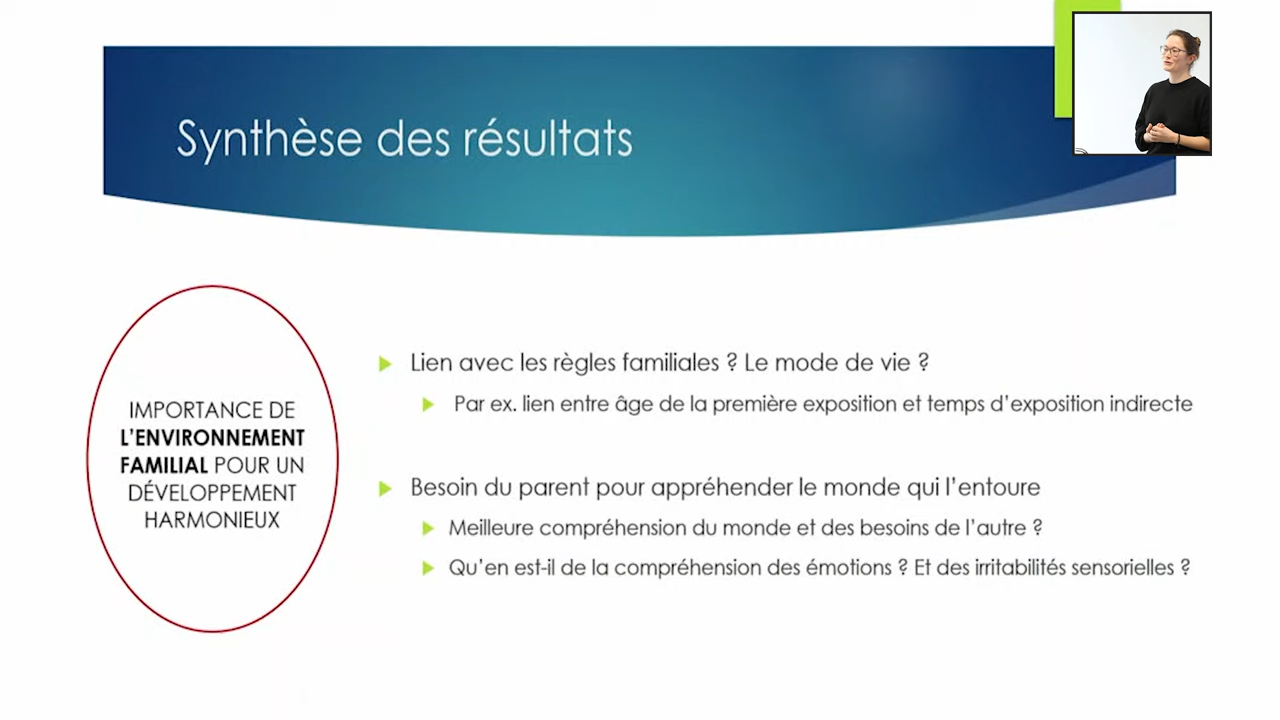 Synthèse des résultats
IMPORTANCE DE
L'ENVIRONNEMENT
FAMILIAL POUR UN
DÉVELOPPEMENT
HARMONIEUX
Lien avec les règles familiales ? Le mode de vie ?
Par ex. lien entre âge de la première exposition et temps d'exposition indirecte
Besoin du parent pour appréhender le monde qui l'entoure
Meilleure compréhension du monde et des besoins de l'autre ?
Qu'en est-il de la compréhension des émotions ? Et des irritabilités sensorielles ?